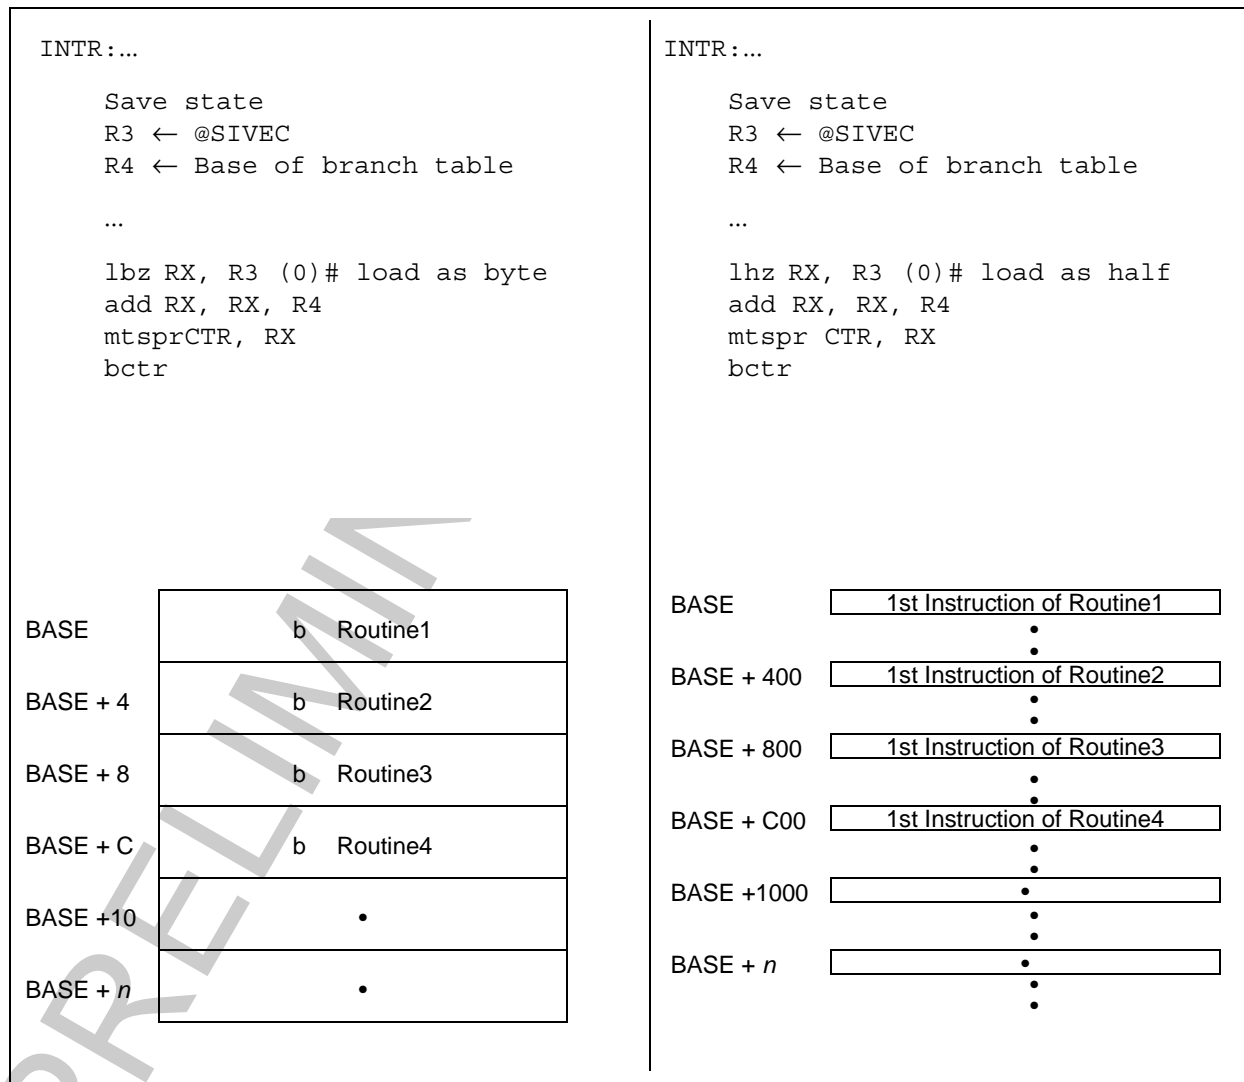 INTR:…
Save state
R3 ← @SIVEC
R4 ← Base of branch table
…
lbz RX, R3 (0)# load as byte
add RX, RX, R4
mtsprCTR, RX
bctr
BASE b Routine1
BASE + 4 b Routine2
BASE + 8 b Routine3
BASE + C b Routine4
BASE +10 •
BASE + n •
INTR:…
Save state
R3 ← @SIVEC
R4 ← Base of branch table
…
lhz RX, R3 (0)# load as half
add RX, RX, R4
mtspr CTR, RX
bctr
BASE 1st Instruction of Routine1
BASE + 400 1st Instruction of Routine2
BASE + 800 1st Instruction of Routine3
BASE + C00 1st Instruction of Routine4
BASE +1000 •
BASE + n •